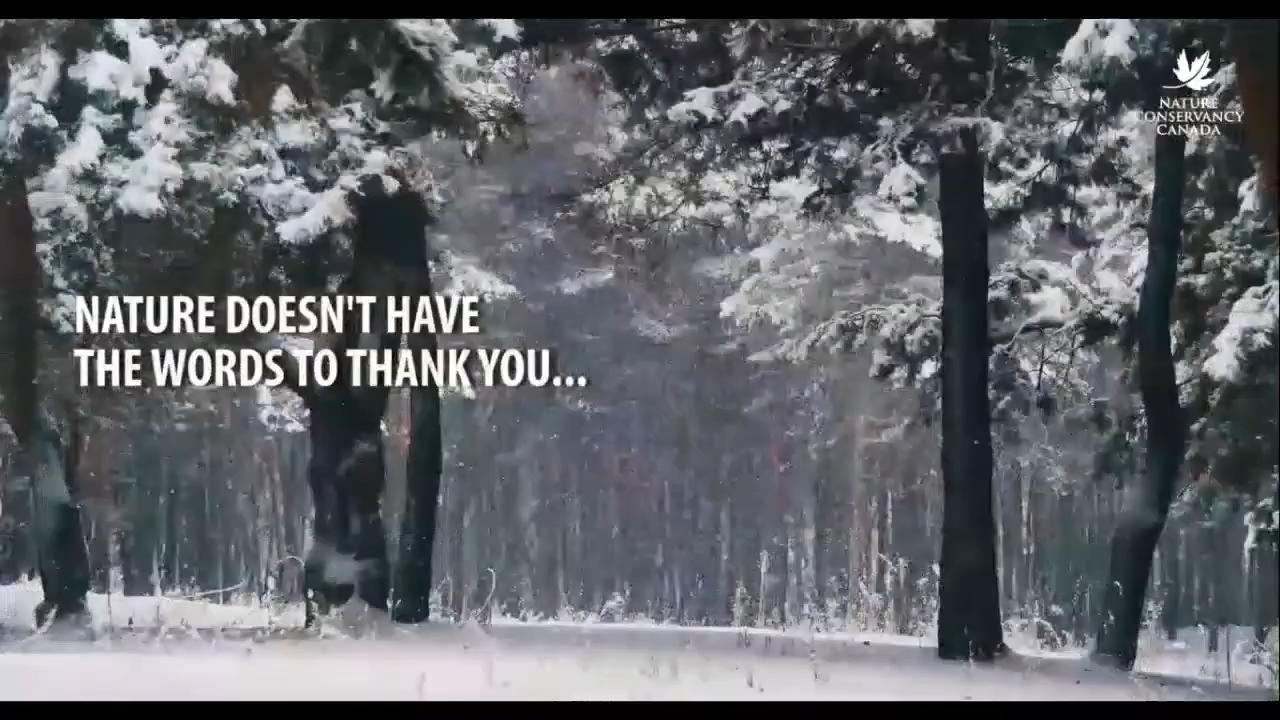 NATURE
CONSERVANCY
CANADA
NATURE DOESN'T HAVE
THE WORDS TO THANK YOU...